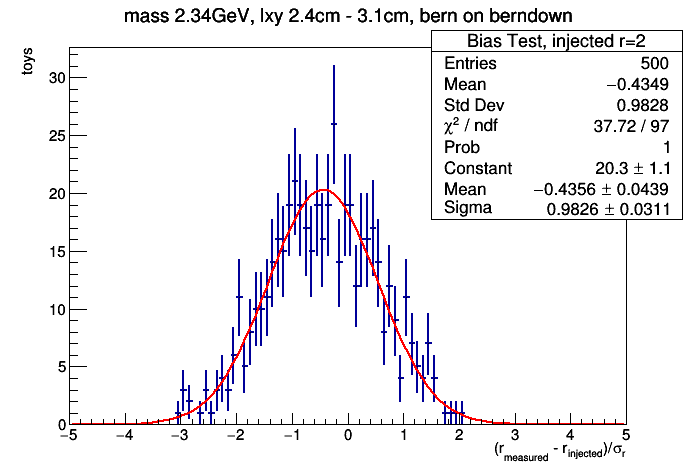 mass 2.34GeV, lxy 2.4cm - 3.1cm, bern on berndown
Bias Test, injected r=2
Entries 500
Mean −0.4349
Std Dev 0.9828
χ² / ndf 37.72 / 97
Prob 1
Constant 20.3 ± 1.1
Mean −0.4356 ± 0.0439
Sigma 0.9826 ± 0.0311
toys
30
25
20
15
10
5
0
−5 −4 −3 −2 −1 0 1 2 3 4 5
(r_measured - r_injected)/σ_r